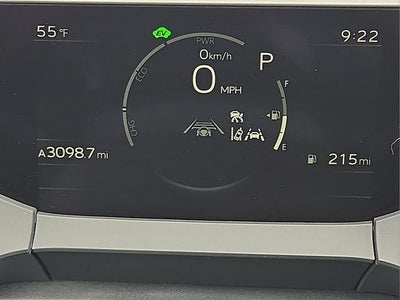 55°F
EV
9:22
PWR
0km/h
P
ECO
0 MPH
F
CHG
E
A3098.7mi
215mi